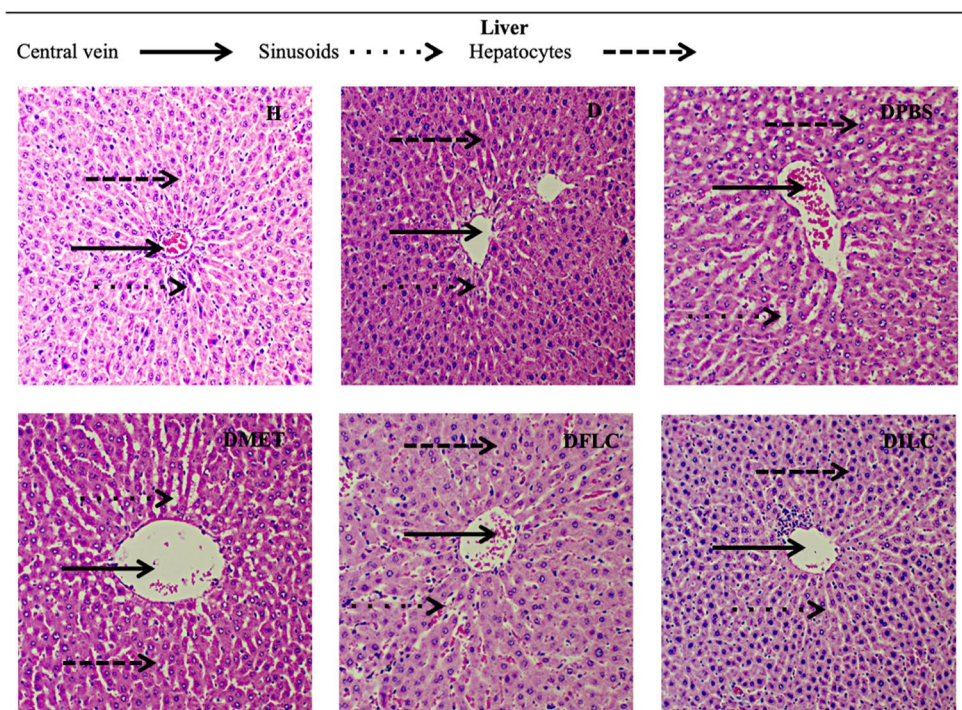 Liver
Central vein Sinusoids Hepatocytes
H D DPBS
DMET DFLC DILC